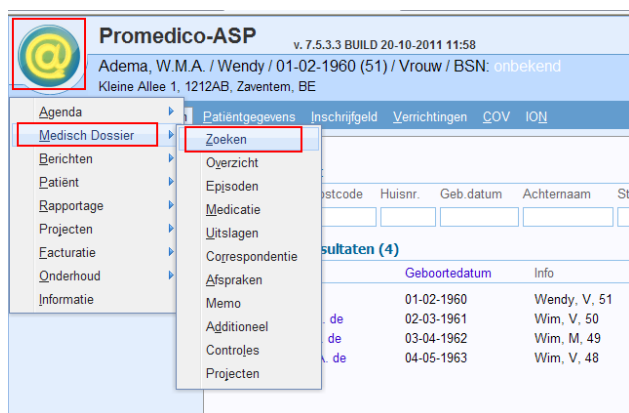 @
Promedico-ASP v. 7.5.3.3 BUILD 20-10-2011 11:58
Adema, W.M.A. / Wendy / 01-02-1960 (51) / Vrouw / BSN: onbekend
Kleine Allee 1, 1212AB, Zaventem, BE
Patiëntgegevens Inschrijfgeld Verrichtingen COV ION
Agenda
Medisch Dossier
Berichten
Patiënt
Rapportage
Projecten
Facturatie
Onderhoud
Informatie
Zoeken
Overzicht
Episoden
Medicatie
Uitslagen
Correspondentie
Afspraken
Memo
Additioneel
Controles
Projecten
ostcode Huisnr. Geb.datum Achternaam St
sultaten (4)
Geboortedatum Info
01-02-1960 Wendy, V, 51
. de 02-03-1961 Wim, V, 50
de 03-04-1962 Wim, M, 49
. de 04-05-1963 Wim, V, 48